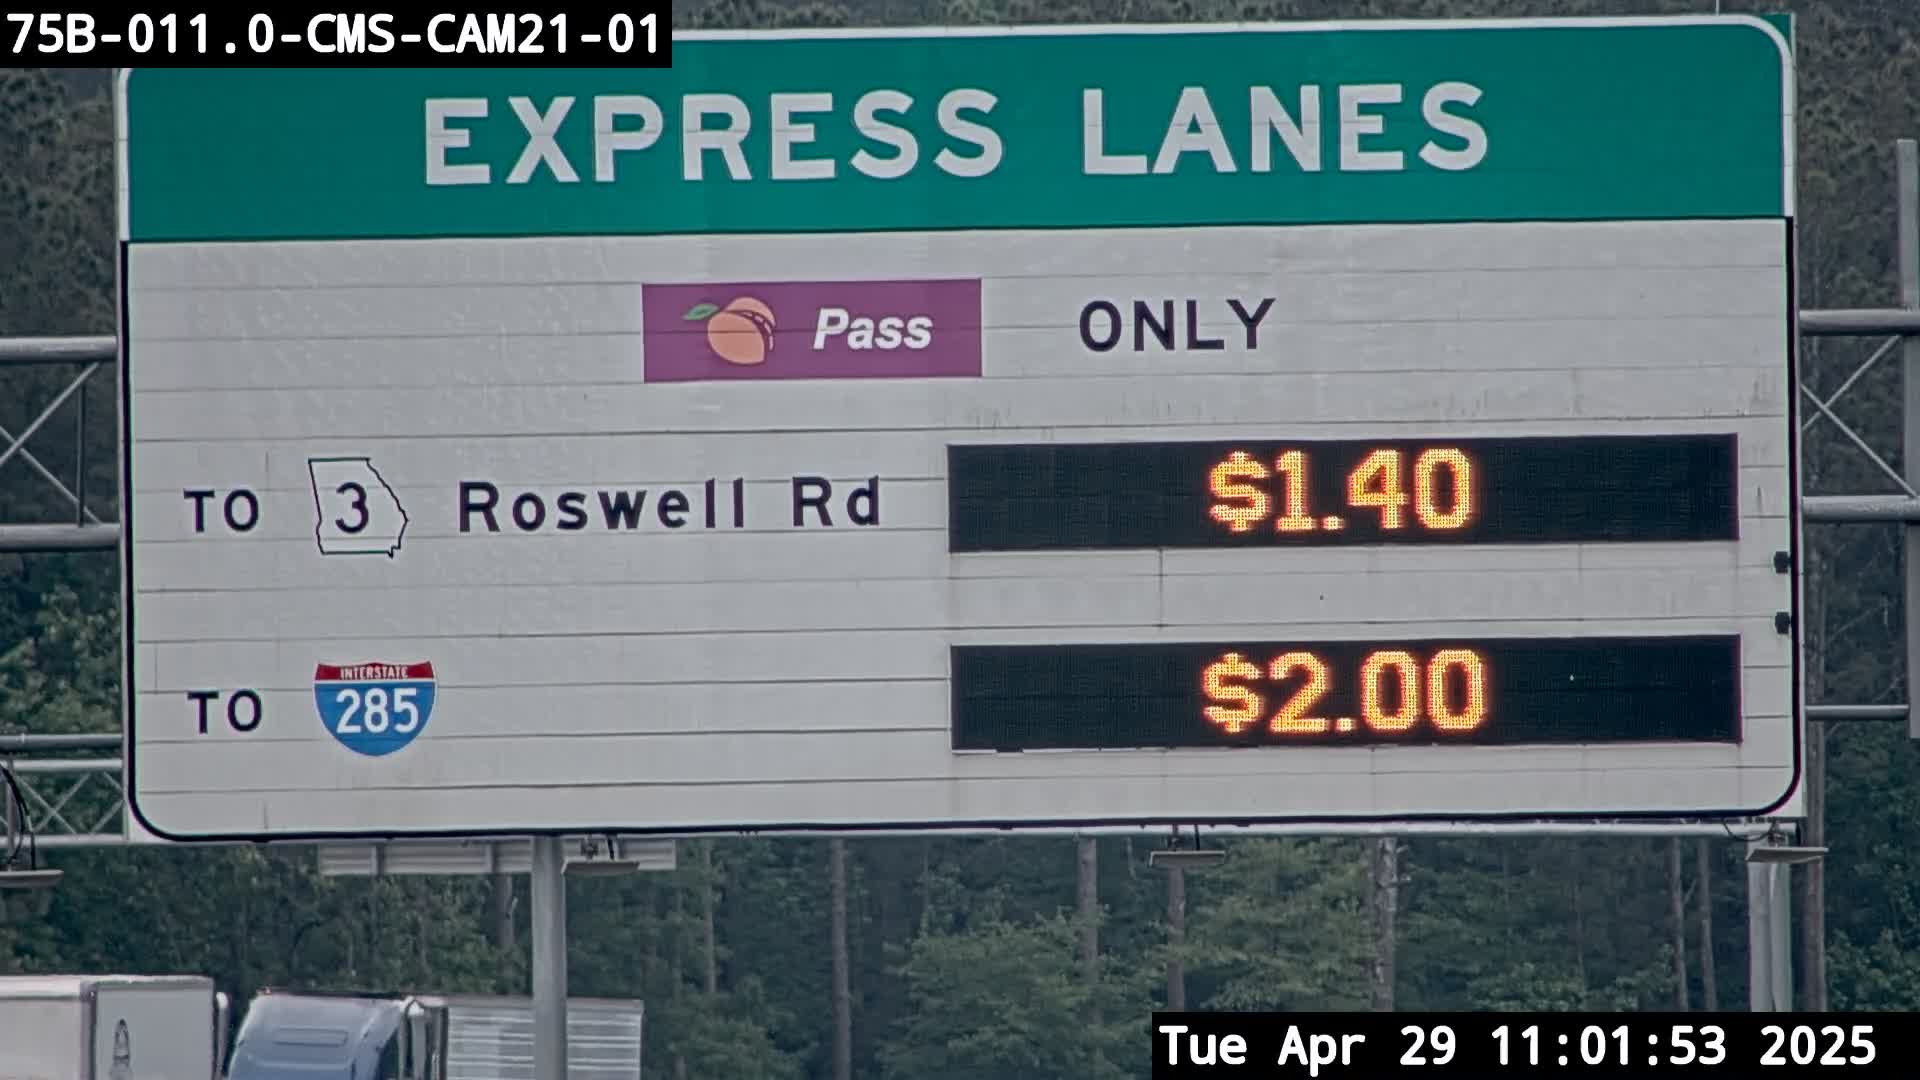 75B-011.0-CMS-CAM21-01
EXPRESS LANES
Pass ONLY
TO 3 Roswell Rd $1.40
INTERSTATE
TO 285 $2.00
Tue Apr 29 11:01:53 2025